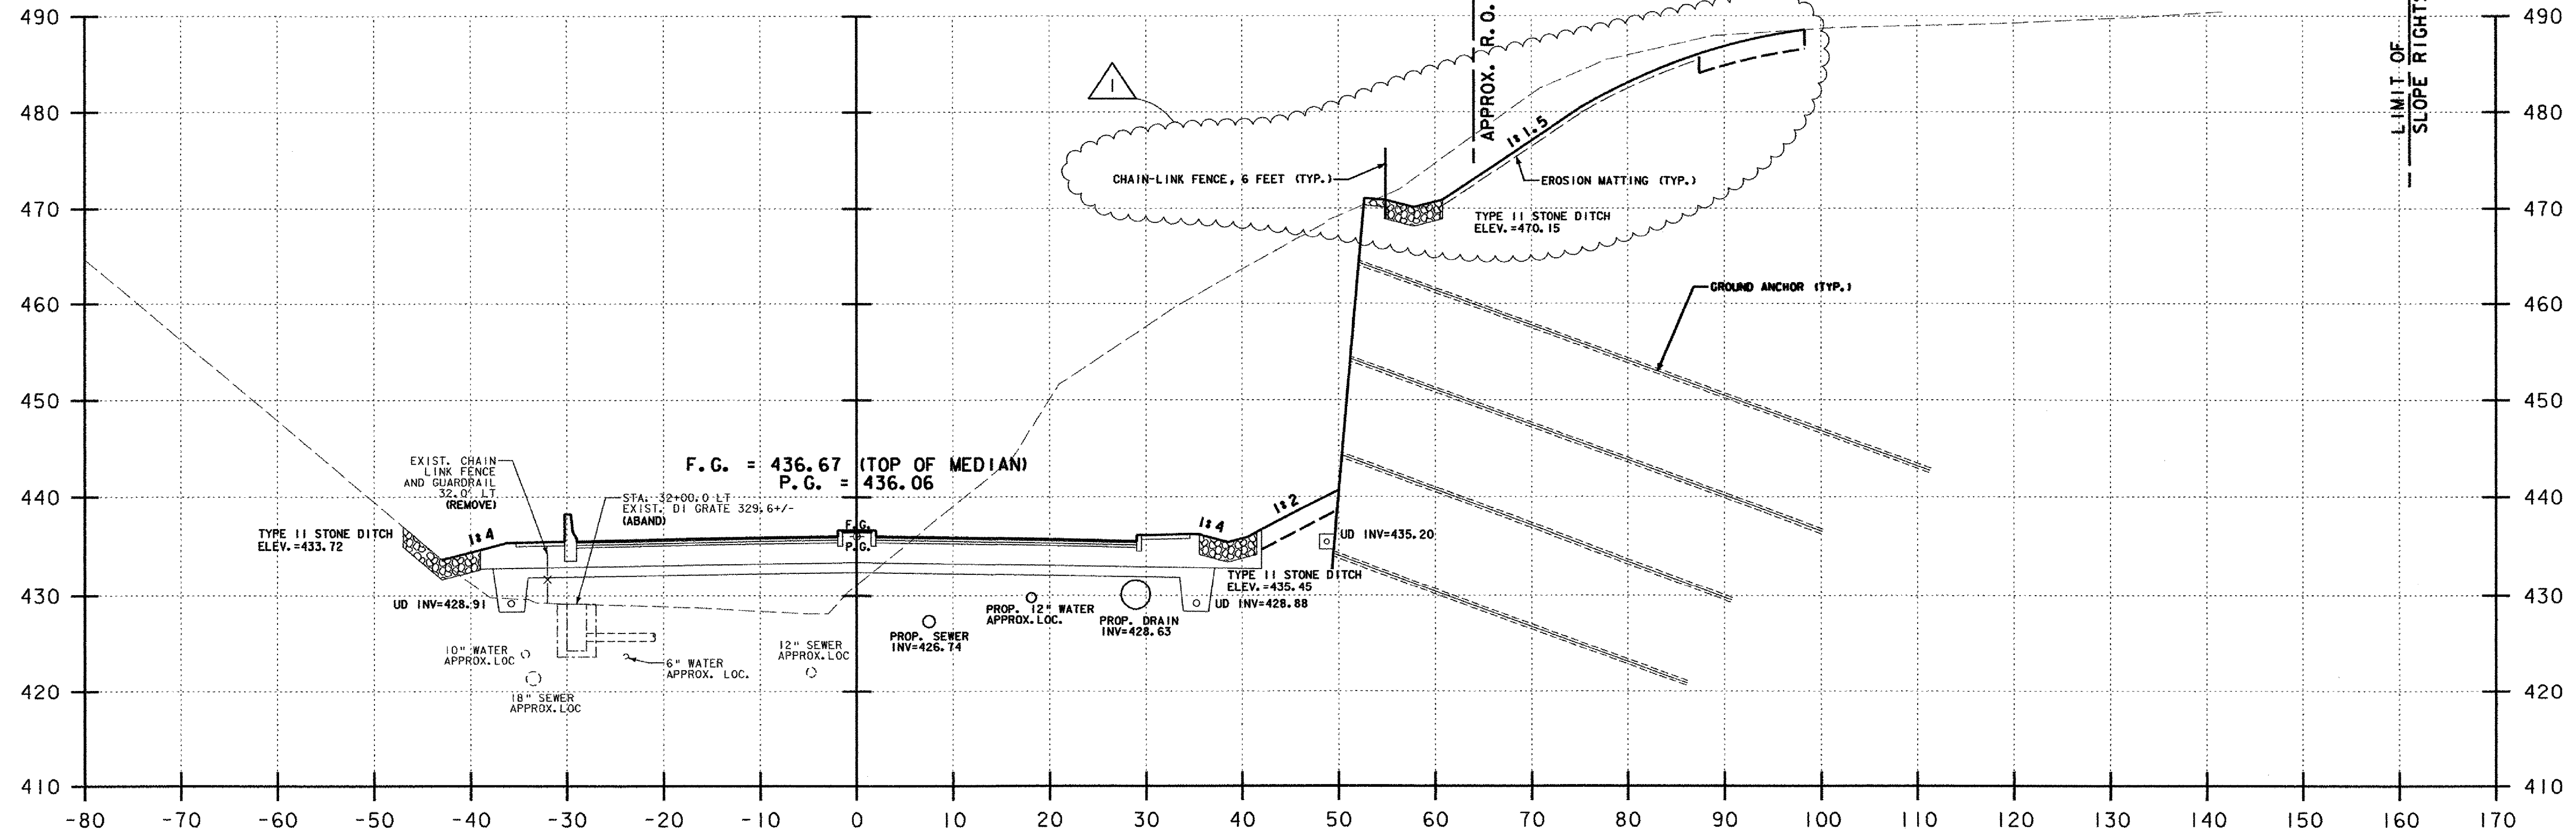 490
480
470
460
450
440
430
420
410
1
APPROX. R.O.
LIMIT OF
SLOPE RIGHTS
490
480
470
460
450
440
430
420
410
CHAIN-LINK FENCE, 6 FEET (TYP.)
1:1.5
EROSION MATTING (TYP.)
TYPE II STONE DITCH
ELEV.=470.15
GROUND ANCHOR (TYP.)
EXIST. CHAIN
LINK FENCE
AND GUARDRAIL
32.0' LT
(REMOVE)
F.G. = 436.67 (TOP OF MEDIAN)
P.G. = 436.06
STA. 32+00.0 LT
EXIST. DI GRATE 329.6+/-
(ABAND)
TYPE II STONE DITCH
ELEV.=433.72
1:4
F.G.
P.G.
1:4
1:2
UD INV=435.20
TYPE II STONE DITCH
ELEV.=435.45
UD INV=428.91
UD INV=428.88
PROP. 12" WATER
APPROX.LOC.
PROP. DRAIN
INV=428.63
PROP. SEWER
INV=426.74
10" WATER
APPROX.LOC
6" WATER
APPROX. LOC.
12" SEWER
APPROX.LOC
18" SEWER
APPROX.LOC
-80 -70 -60 -50 -40 -30 -20 -10 0 10 20 30 40 50 60 70 80 90 100 110 120 130 140 150 160 170